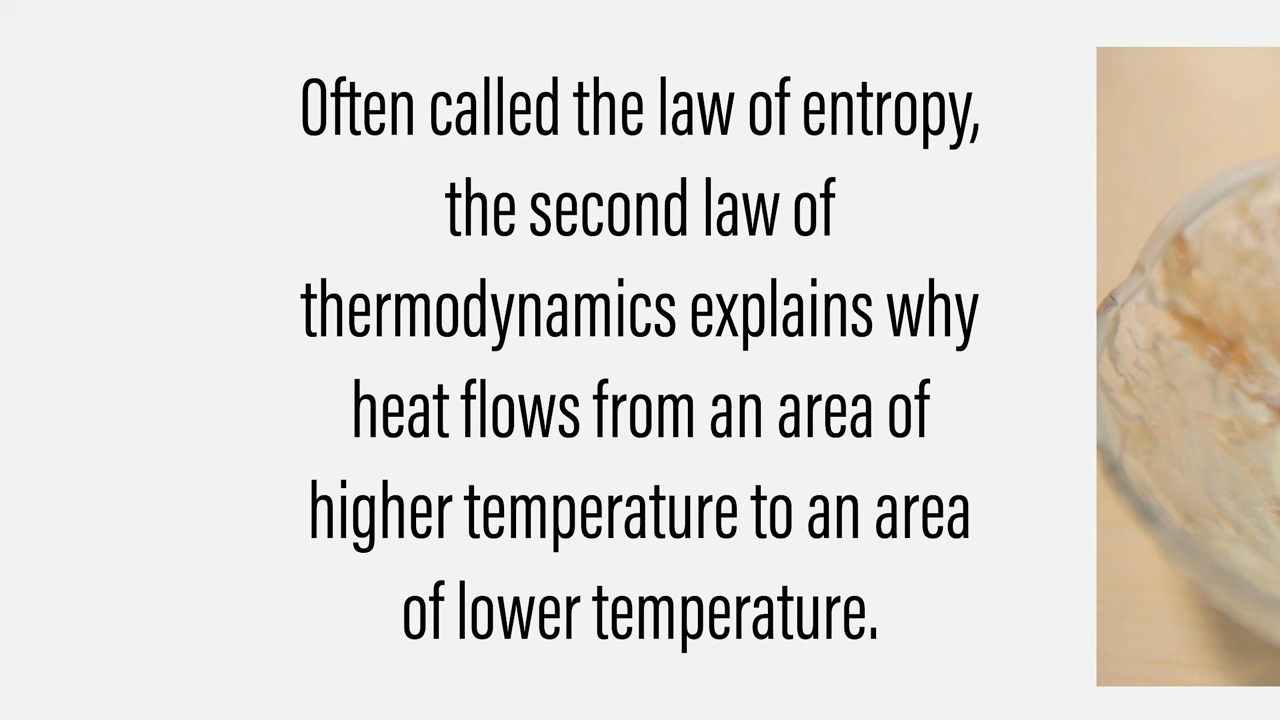 Often called the law of entropy,
the second law of
thermodynamics explains why
heat flows from an area of
higher temperature to an area
of lower temperature.